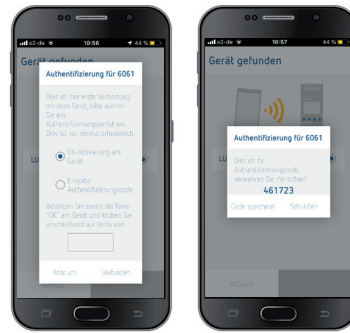 o2-de 10:58 44 %
Gerät gefunden
Authentifizierung für 6061
Dies ist Ihre erste Verbindung
mit dem Gerät, bitte wählen
Sie ein
Authentifizierungsverfahren.
Dies ist nur einmal erforderlich.
OK-Aktivierung am
Gerät
Eingabe
Authentifizierungscode
Bestätigen Sie zuerst die Taste
"OK" am Gerät und klicken Sie
anschließend auf Verbinden
Abbruch Verbinden
o2-de 10:57 44 %
Gerät gefunden
LU
Authentifizierung für 6061
Dies ist Ihr
Authentifizierungscode,
verwahren Sie ihn sicher!
461723
Code speichern Schließen
Abbruch